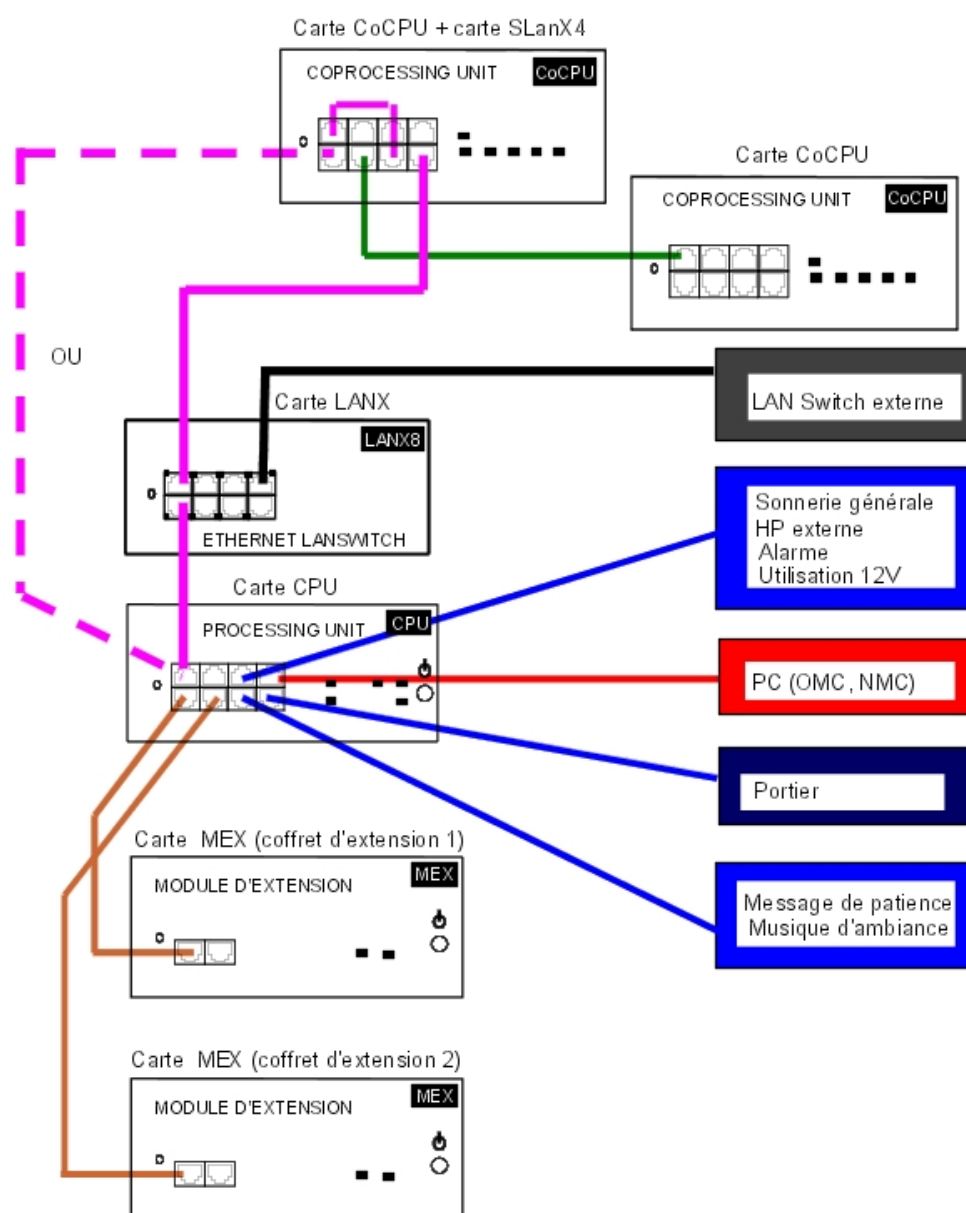 Carte CoCPU + carte SLanX4
COPROCESSING UNIT
CoCPU
Carte CoCPU
COPROCESSING UNIT
CoCPU
OU
Carte LANX
LANX8
ETHERNET LANSWITCH
LAN Switch externe
Sonnerie générale
HP externe
Alarme
Utilisation 12V
Carte CPU
PROCESSING UNIT
CPU
PC (OMC, NMC)
Portier
Carte MEX (coffret d'extension 1)
MODULE D'EXTENSION
MEX
Message de patience
Musique d'ambiance
Carte MEX (coffret d'extension 2)
MODULE D'EXTENSION
MEX